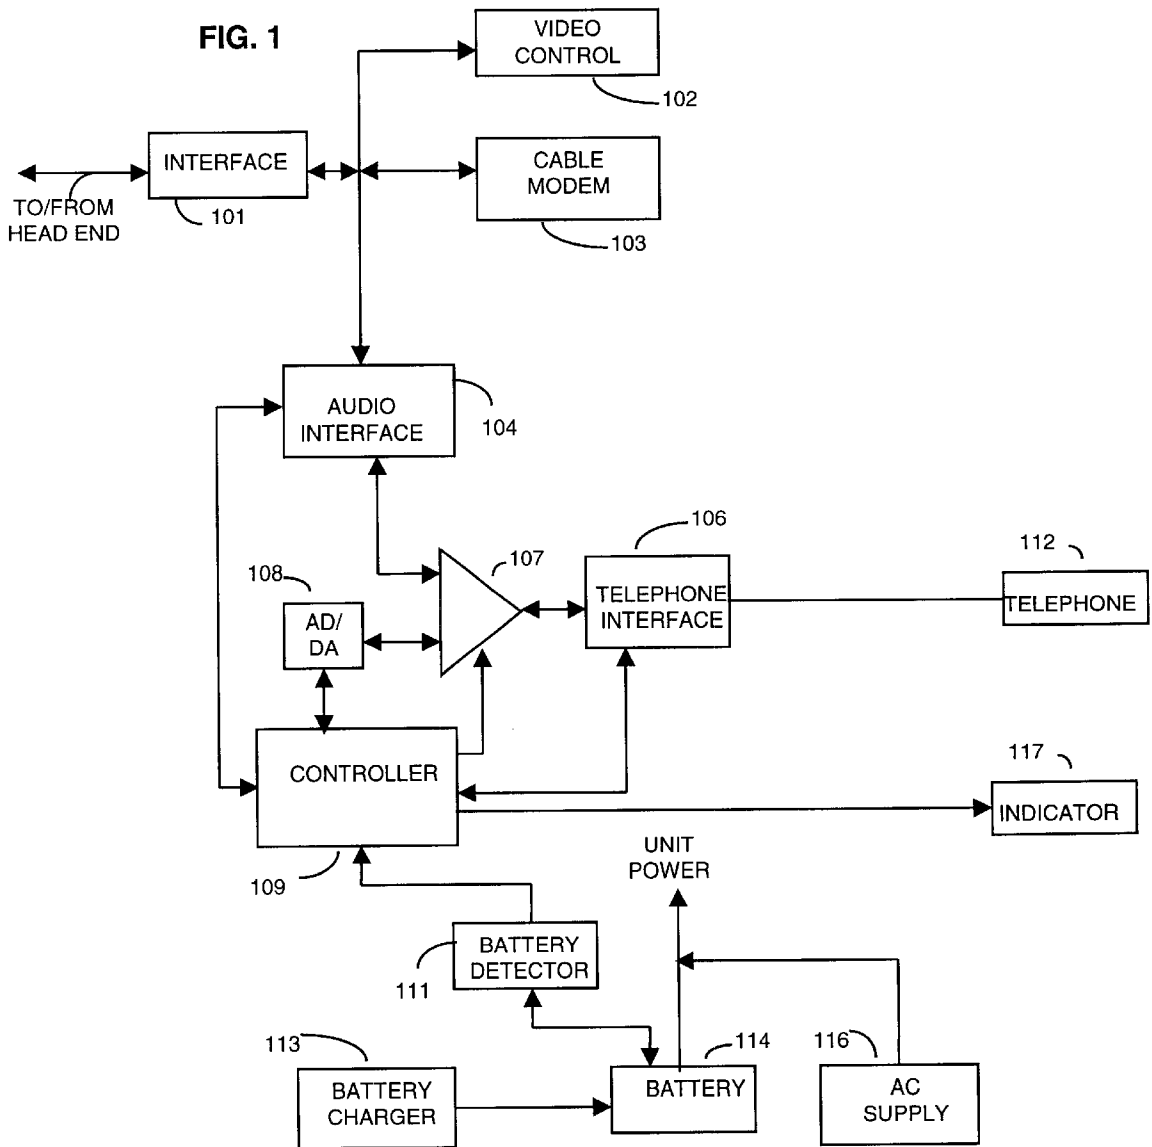 FIG. 1
VIDEO
CONTROL
102
INTERFACE
101
TO/FROM
HEAD END
CABLE
MODEM
103
AUDIO
INTERFACE
104
106
107
108
112
AD/
DA
TELEPHONE
INTERFACE
TELEPHONE
CONTROLLER
109
117
INDICATOR
UNIT
POWER
BATTERY
DETECTOR
111
113
114
116
BATTERY
CHARGER
BATTERY
AC
SUPPLY